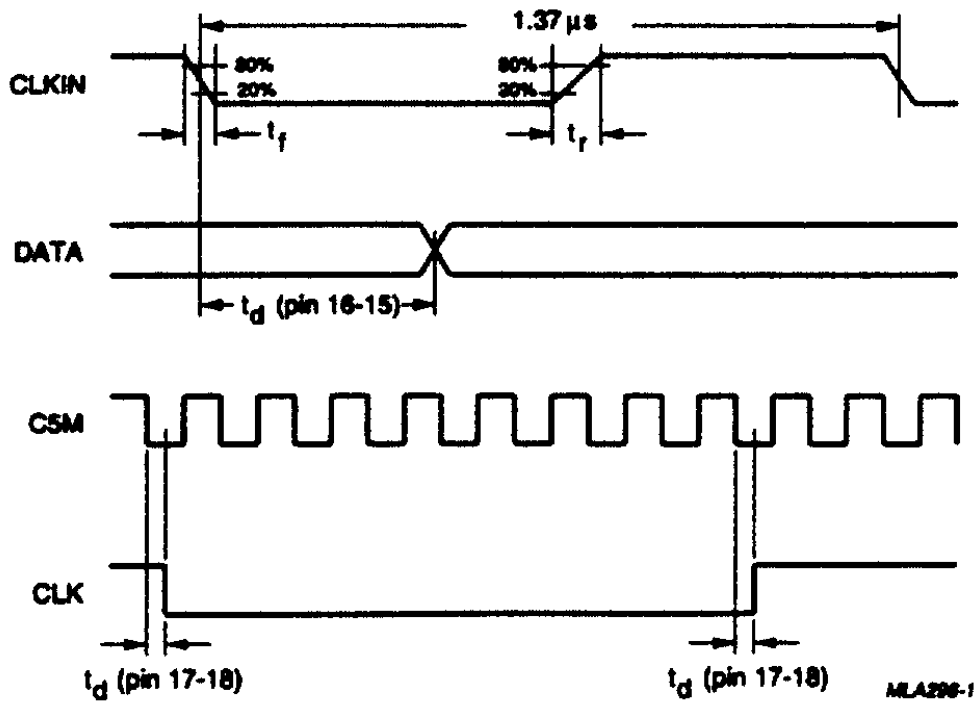 1.37 μs
CLKIN
80%
20%
80%
20%
t_f
t_r
DATA
t_d (pin 16-15)
C5M
CLK
t_d (pin 17-18)
t_d (pin 17-18)
MLA296-1